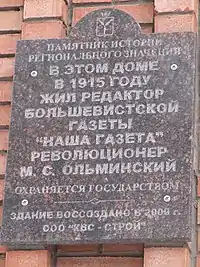 ПАМЯТНИК ИСТОРИИ
РЕГИОНАЛЬНОГО ЗНАЧЕНИЯ
В ЭТОМ ДОМЕ
В 1915 ГОДУ
ЖИЛ РЕДАКТОР
БОЛЬШЕВИСТСКОЙ
ГАЗЕТЫ
"НАША ГАЗЕТА"
РЕВОЛЮЦИОНЕР
М. С. ОЛЬМИНСКИЙ
ОХРАНЯЕТСЯ ГОСУДАРСТВОМ
ЗДАНИЕ ВОССОЗДАНО В 2009 г.
ООО "КВС - СТРОЙ"